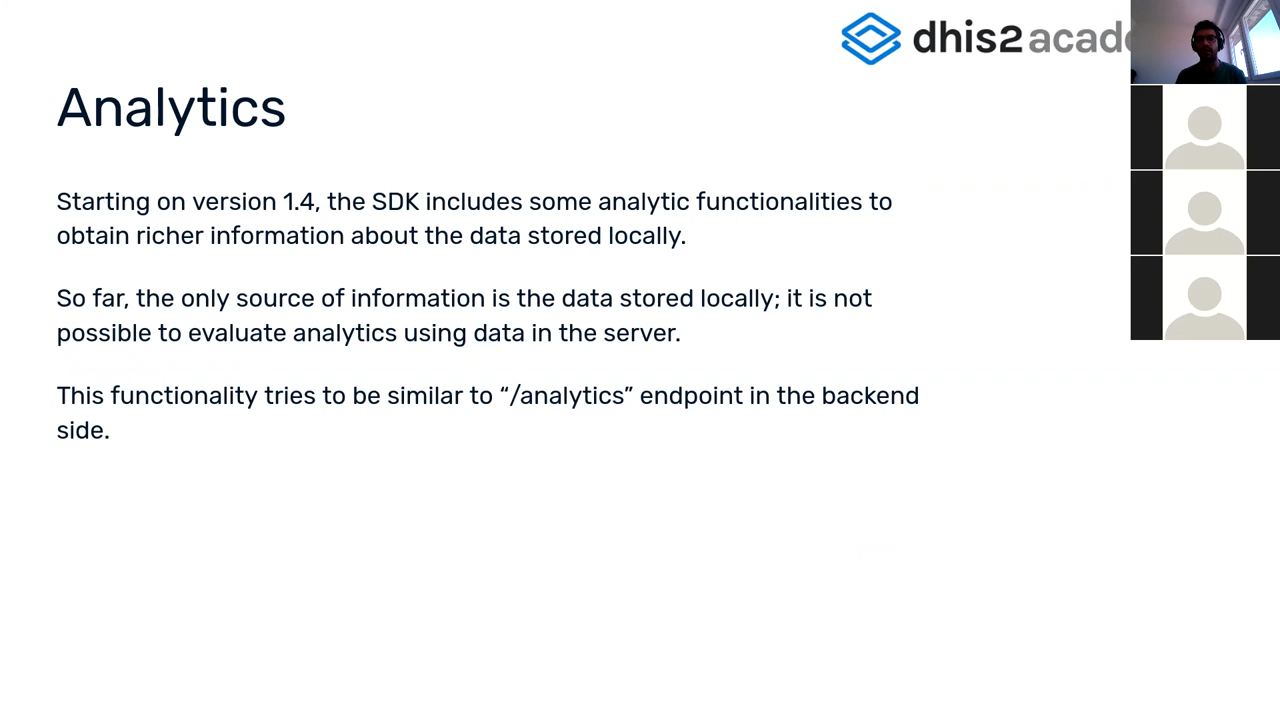 dhis2 acade
Analytics
Starting on version 1.4, the SDK includes some analytic functionalities to
obtain richer information about the data stored locally.
So far, the only source of information is the data stored locally; it is not
possible to evaluate analytics using data in the server.
This functionality tries to be similar to “/analytics” endpoint in the backend
side.